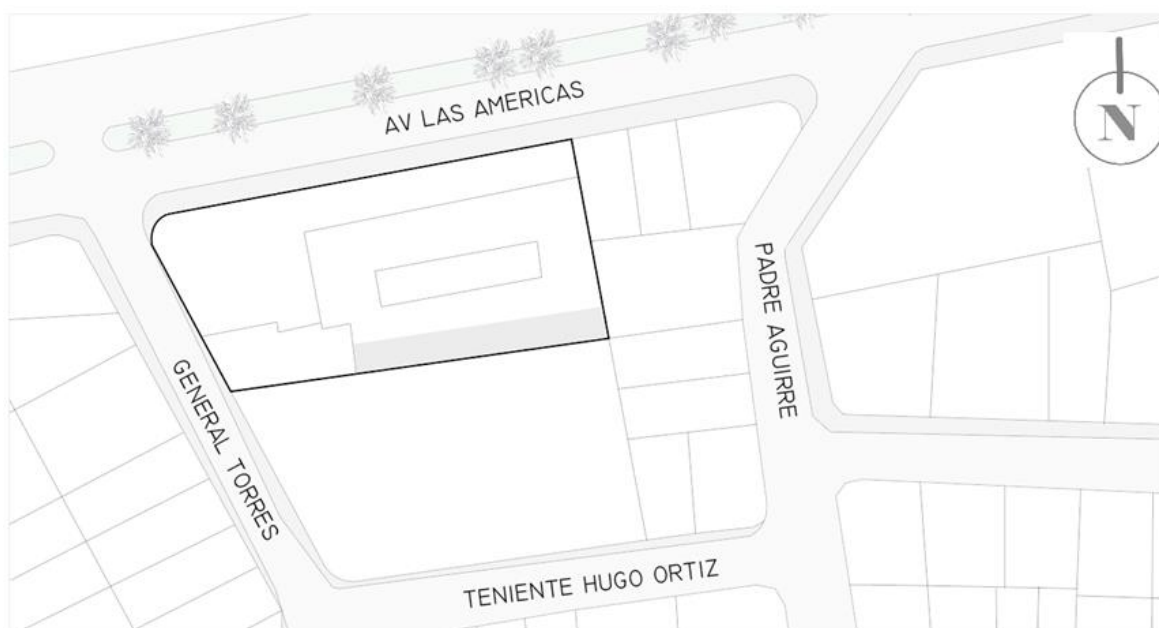 AV LAS AMERICAS
N
PADRE AGUIRRE
GENERAL TORRES
TENIENTE HUGO ORTIZ